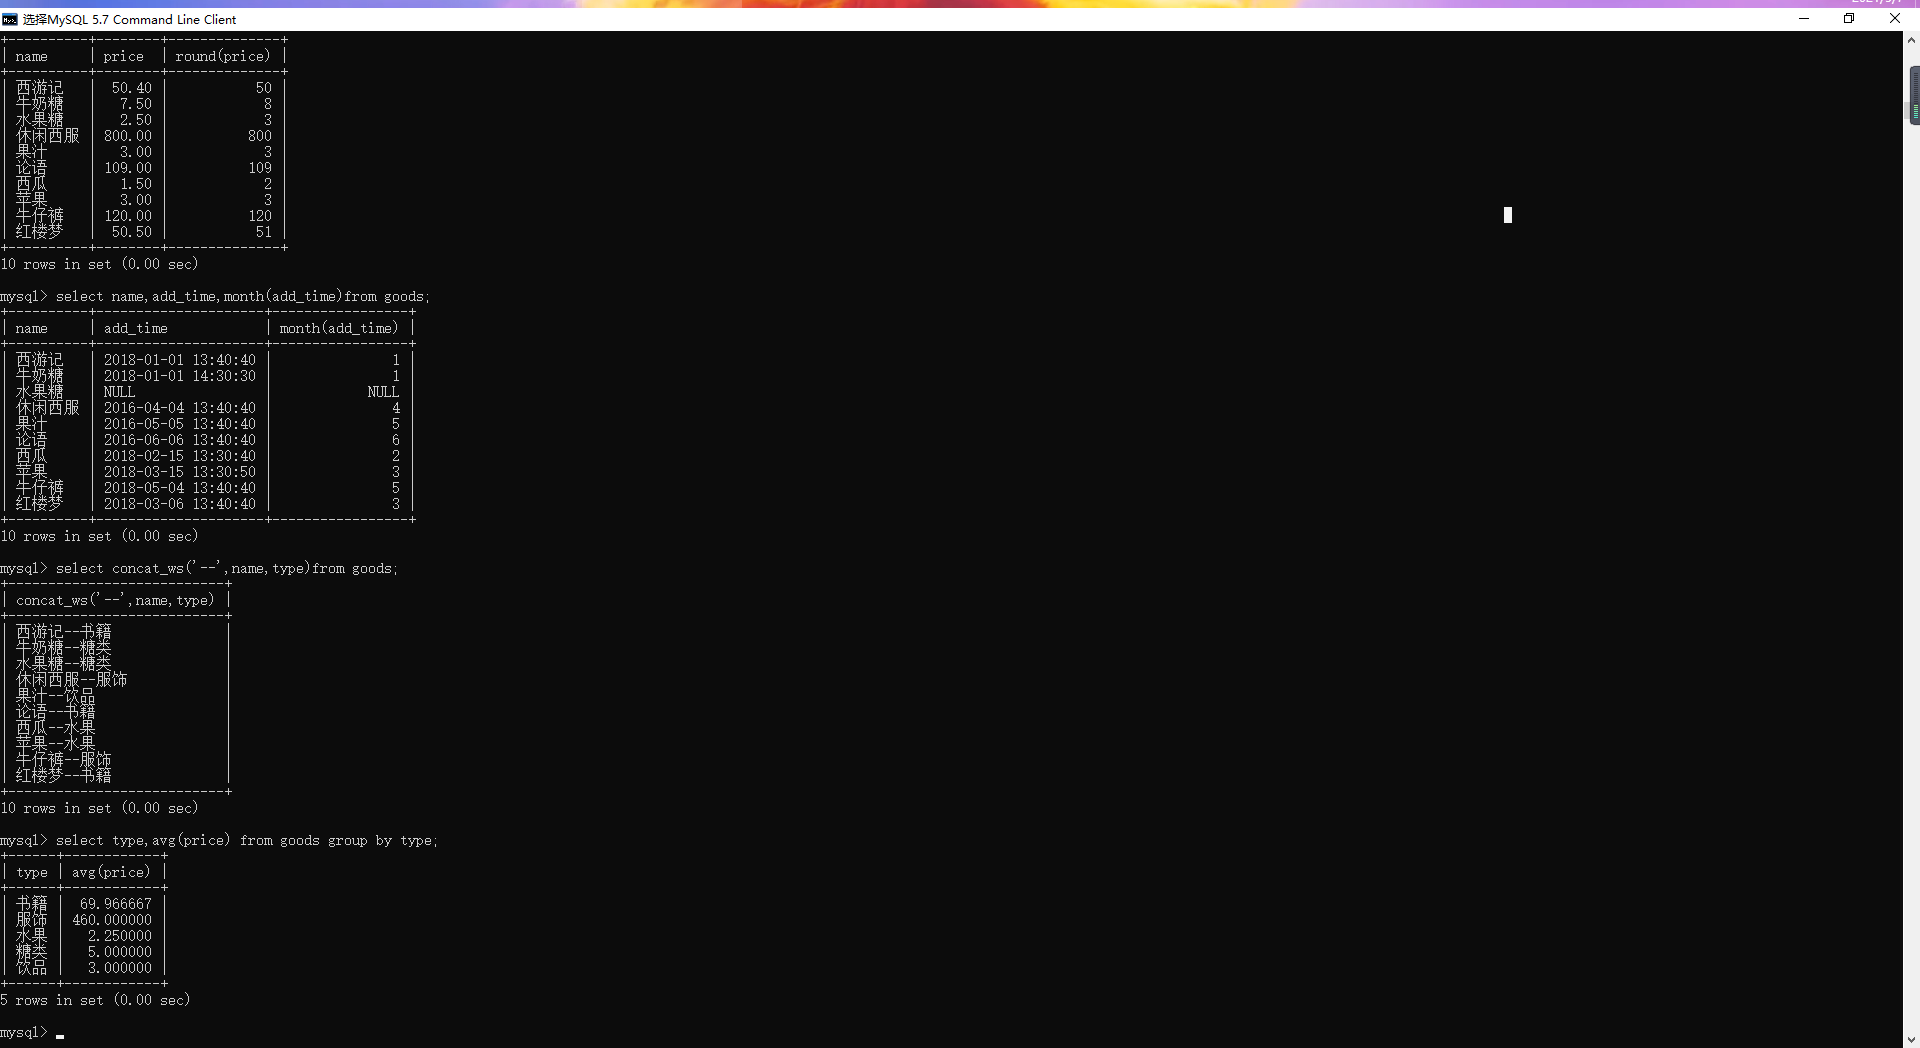 选择MySQL 5.7 Command Line Client
+----------+--------+--------------+
| name     | price  | round(price) |
+----------+--------+--------------+
| 西游记   |  50.40 |           50 |
| 牛奶糖   |   7.50 |            8 |
| 水果糖   |   2.50 |            3 |
| 休闲西服 | 800.00 |          800 |
| 果汁     |   3.00 |            3 |
| 论语     | 109.00 |          109 |
| 西瓜     |   1.50 |            2 |
| 苹果     |   3.00 |            3 |
| 牛仔裤   | 120.00 |          120 |
| 红楼梦   |  50.50 |           51 |
+----------+--------+--------------+
10 rows in set (0.00 sec)
mysql> select name,add_time,month(add_time)from goods;
+----------+---------------------+-----------------+
| name     | add_time            | month(add_time) |
+----------+---------------------+-----------------+
| 西游记   | 2018-01-01 13:40:40 |               1 |
| 牛奶糖   | 2018-01-01 14:30:30 |               1 |
| 水果糖   | NULL                |            NULL |
| 休闲西服 | 2016-04-04 13:40:40 |               4 |
| 果汁     | 2016-05-05 13:40:40 |               5 |
| 论语     | 2016-06-06 13:40:40 |               6 |
| 西瓜     | 2018-02-15 13:30:40 |               2 |
| 苹果     | 2018-03-15 13:30:50 |               3 |
| 牛仔裤   | 2018-05-04 13:40:40 |               5 |
| 红楼梦   | 2018-03-06 13:40:40 |               3 |
+----------+---------------------+-----------------+
10 rows in set (0.00 sec)
mysql> select concat_ws('--',name,type)from goods;
+---------------------------+
| concat_ws('--',name,type) |
+---------------------------+
| 西游记--书籍              |
| 牛奶糖--糖类              |
| 水果糖--糖类              |
| 休闲西服--服饰            |
| 果汁--饮品                |
| 论语--书籍                |
| 西瓜--水果                |
| 苹果--水果                |
| 牛仔裤--服饰              |
| 红楼梦--书籍              |
+---------------------------+
10 rows in set (0.00 sec)
mysql> select type,avg(price) from goods group by type;
+------+------------+
| type | avg(price) |
+------+------------+
| 书籍 |  69.966667 |
| 服饰 | 460.000000 |
| 水果 |   2.250000 |
| 糖类 |   5.000000 |
| 饮品 |   3.000000 |
+------+------------+
5 rows in set (0.00 sec)
mysql>